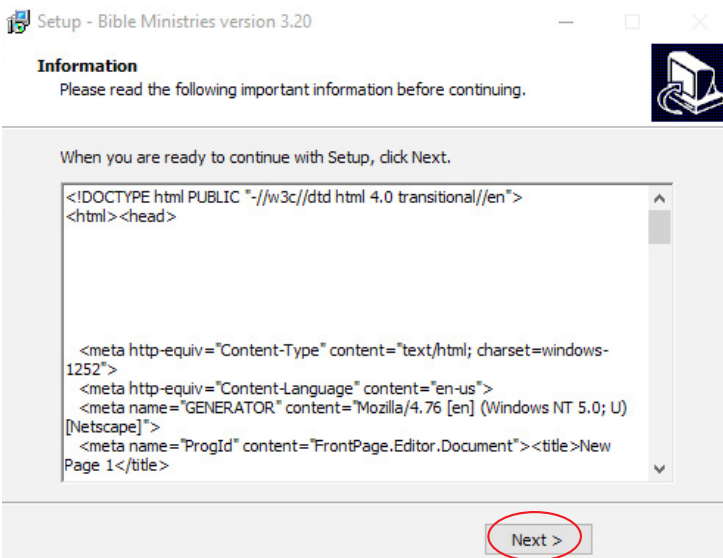 Setup - Bible Ministries version 3.20
Information
Please read the following important information before continuing.
When you are ready to continue with Setup, click Next.
<!DOCTYPE html PUBLIC "-//w3c//dtd html 4.0 transitional//en">
<html><head>
<meta http-equiv="Content-Type" content="text/html; charset=windows-
1252">
<meta http-equiv="Content-Language" content="en-us">
<meta name="GENERATOR" content="Mozilla/4.76 [en] (Windows NT 5.0; U)
[Netscape]">
<meta name="ProgId" content="FrontPage.Editor.Document"><title>New
Page 1</title>
Next >